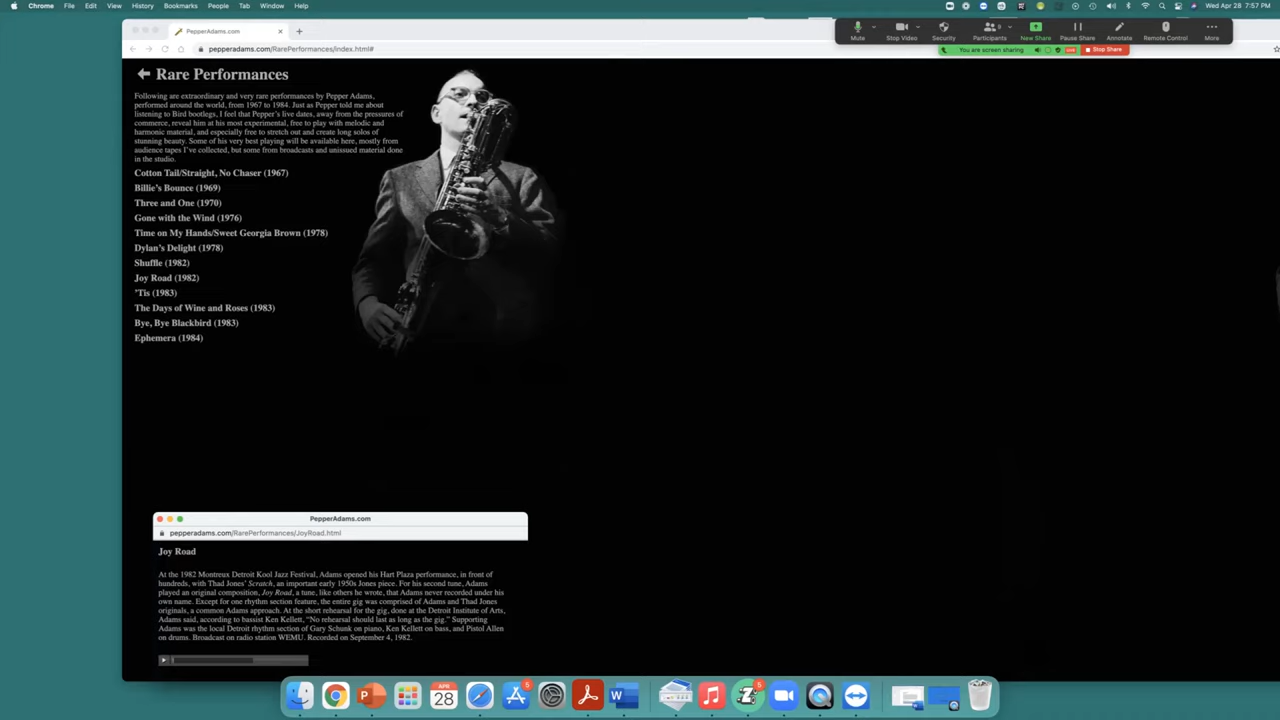 Chrome File Edit View History Bookmarks People Tab Window Help
Wed Apr 28 7:57 PM
PepperAdams.com
pepperadams.com/RarePerformances/index.html#
Mute Stop Video Security Participants 9 New Share Pause Share Annotate Remote Control More
You are screen sharing LIVE Stop Share
Rare Performances
Following are extraordinary and very rare performances by Pepper Adams,
performed around the world, from 1967 to 1984. Just as Pepper told me about
listening to Bird bootlegs, I feel that Pepper's live dates, away from the pressures of
commerce, reveal him at his most experimental, free to play with melodic and
harmonic material, and especially free to stretch out and create long solos of
stunning beauty. Some of his very best playing will be available here, mostly from
audience tapes I've collected, but some from broadcasts and unissued material done
in the studio.
Cotton Tail/Straight, No Chaser (1967)
Billie's Bounce (1969)
Three and One (1970)
Gone with the Wind (1976)
Time on My Hands/Sweet Georgia Brown (1978)
Dylan's Delight (1978)
Shuffle (1982)
Joy Road (1982)
'Tis (1983)
The Days of Wine and Roses (1983)
Bye, Bye Blackbird (1983)
Ephemera (1984)
PepperAdams.com
pepperadams.com/RarePerformances/JoyRoad.html
Joy Road
At the 1982 Montreux Detroit Kool Jazz Festival, Adams opened his Hart Plaza performance, in front of
hundreds, with Thad Jones' Scratch, an important early 1950s Jones piece. For his second tune, Adams
played an original composition, Joy Road, a tune, like others he wrote, that Adams never recorded under his
own name. Except for one rhythm section feature, the entire gig was comprised of Adams and Thad Jones
originals, a common Adams approach. At the short rehearsal for the gig, done at the Detroit Institute of Arts,
Adams said, according to bassist Ken Kellett, "No rehearsal should last as long as the gig." Supporting
Adams was the local Detroit rhythm section of Gary Schunk on piano, Ken Kellett on bass, and Pistol Allen
on drums. Broadcast on radio station WEMU. Recorded on September 4, 1982.
APR
28
5
5